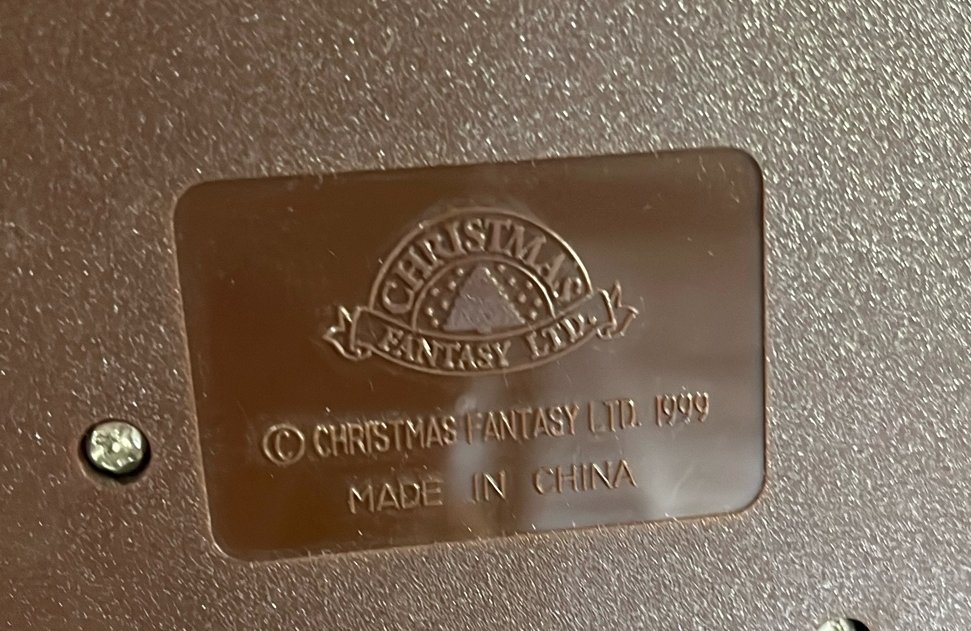 CHRISTMAS
FANTASY LTD.
© CHRISTMAS FANTASY LTD. 1999
MADE IN CHINA